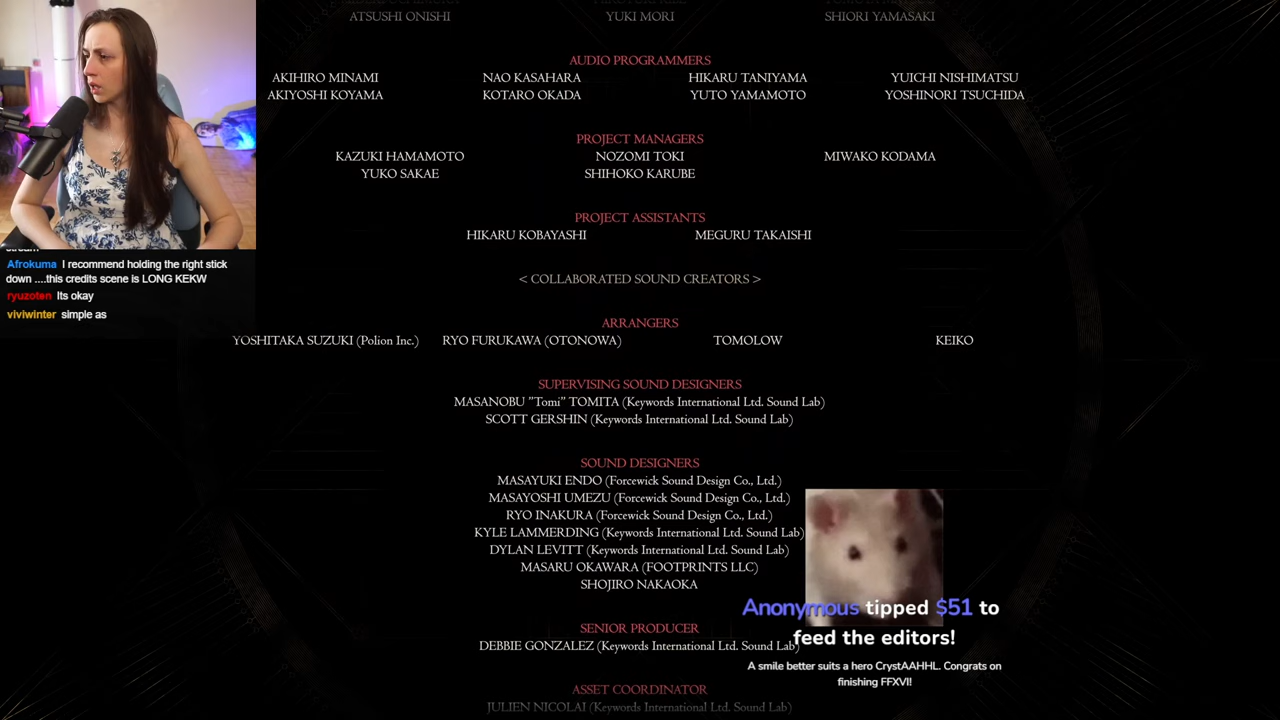 ATSUSHI ONISHI YUKI MORI SHIORI YAMASAKI
AUDIO PROGRAMMERS
AKIHIRO MINAMI NAO KASAHARA HIKARU TANIYAMA YUICHI NISHIMATSU
AKIYOSHI KOYAMA KOTARO OKADA YUTO YAMAMOTO YOSHINORI TSUCHIDA
PROJECT MANAGERS
KAZUKI HAMAMOTO NOZOMI TOKI MIWAKO KODAMA
YUKO SAKAE SHIHOKO KARUBE
PROJECT ASSISTANTS
HIKARU KOBAYASHI MEGURU TAKAISHI
< COLLABORATED SOUND CREATORS >
ARRANGERS
YOSHITAKA SUZUKI (Polion Inc.) RYO FURUKAWA (OTONOWA) TOMOLOW KEIKO
SUPERVISING SOUND DESIGNERS
MASANOBU "Tomi" TOMITA (Keywords International Ltd. Sound Lab)
SCOTT GERSHIN (Keywords International Ltd. Sound Lab)
SOUND DESIGNERS
MASAYUKI ENDO (Forcewick Sound Design Co., Ltd.)
MASAYOSHI UMEZU (Forcewick Sound Design Co., Ltd.)
RYO INAKURA (Forcewick Sound Design Co., Ltd.)
KYLE LAMMERDING (Keywords International Ltd. Sound Lab)
DYLAN LEVITT (Keywords International Ltd. Sound Lab)
MASARU OKAWARA (FOOTPRINTS LLC)
SHOJIRO NAKAOKA
SENIOR PRODUCER
DEBBIE GONZALEZ (Keywords International Ltd. Sound Lab)
ASSET COORDINATOR
JULIEN NICOLAI (Keywords International Ltd. Sound Lab)
stream
Afrokuma I recommend holding the right stick
down ....this credits scene is LONG KEKW
ryuzoten Its okay
viviwinter simple as
Anonymous tipped $51 to
feed the editors!
A smile better suits a hero CrystAAHHL. Congrats on
finishing FFXVI!